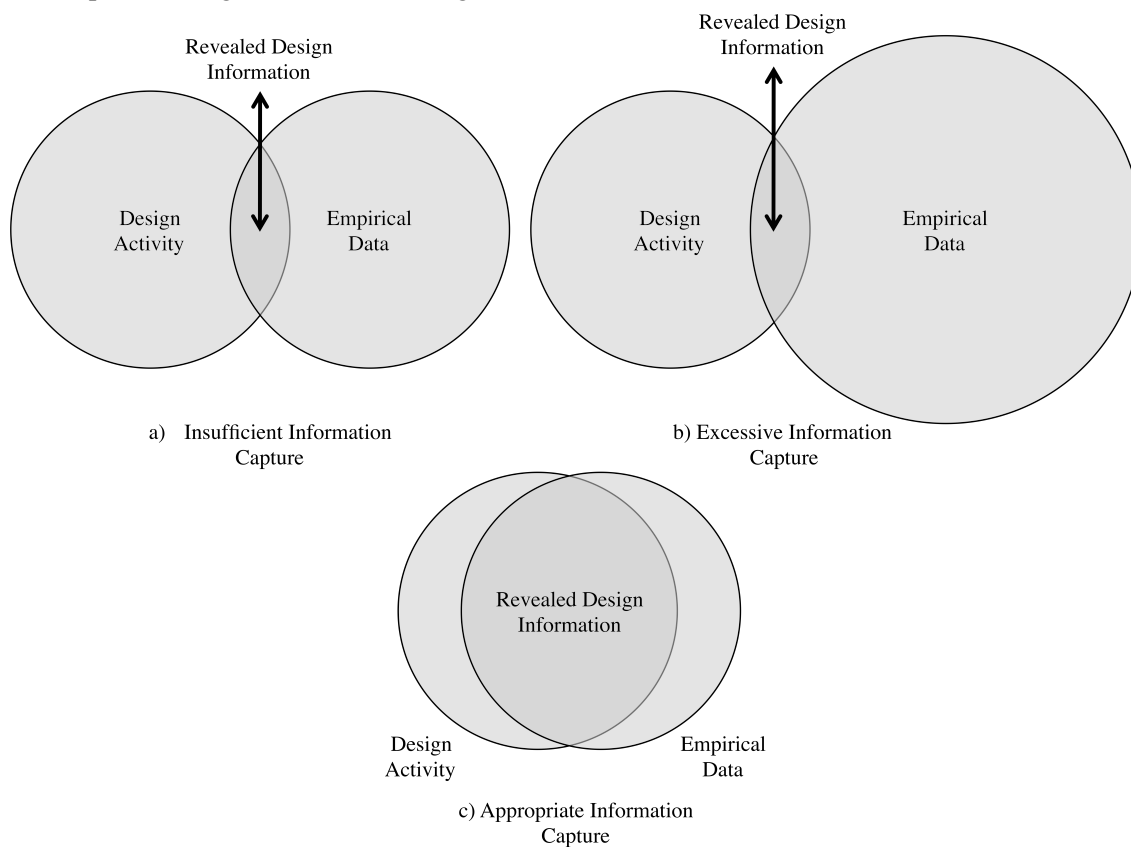 Revealed Design
Information
Design
Activity
Empirical
Data
a) Insufficient Information
Capture
Revealed Design
Information
Design
Activity
Empirical
Data
b) Excessive Information
Capture
Revealed Design
Information
Design
Activity
Empirical
Data
c) Appropriate Information
Capture